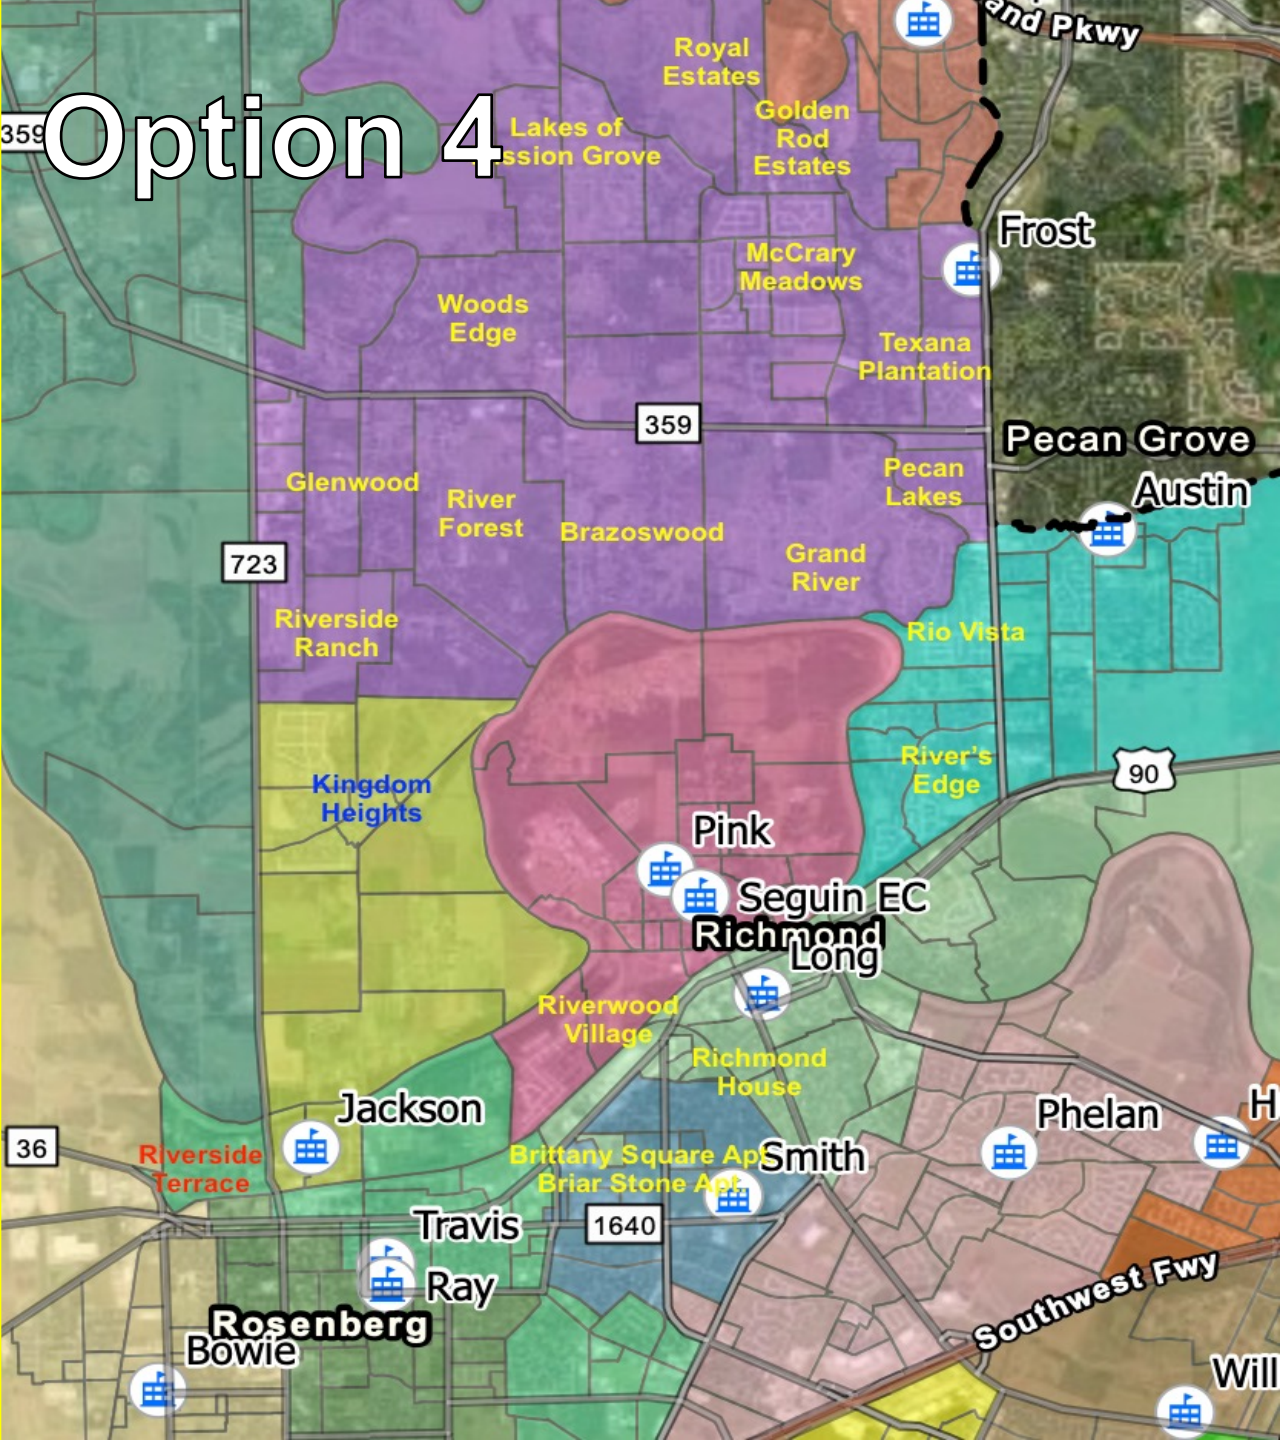 and Pkwy
Royal
Estates
359
Option 4
Lakes of
ssion Grove
Golden
Rod
Estates
Frost
McCrary
Meadows
Woods
Edge
Texana
Plantation
359
Pecan Grove
Pecan
Lakes
Austin
Glenwood
River
Forest
Brazoswood
Grand
River
723
Riverside
Ranch
Rio Vista
River's
Edge
90
Kingdom
Heights
Pink
Seguin EC
Richmond
Long
Riverwood
Village
Richmond
House
Jackson
Phelan
H
36
Riverside
Terrace
Brittany Square Apt
Briar Stone Apt.
Smith
Travis
1640
Ray
Southwest Fwy
Rosenberg
Bowie
Will